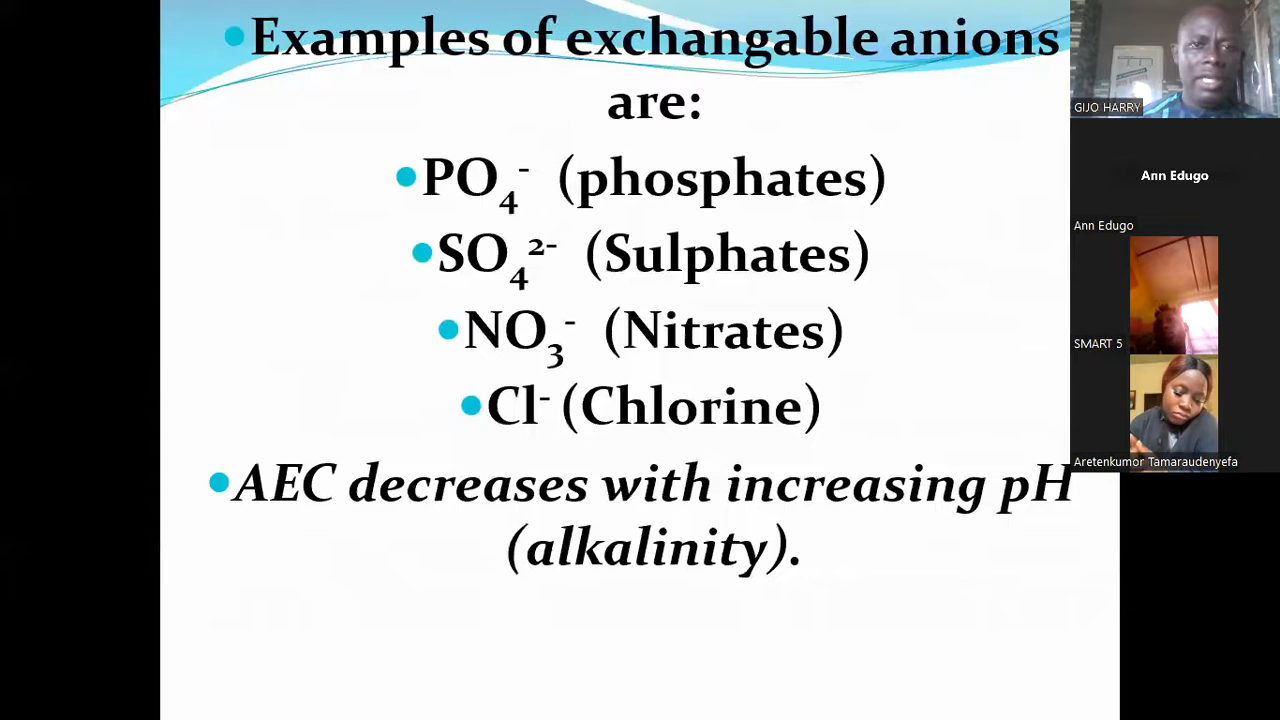 Examples of exchangable anions
are:
PO₄⁻ (phosphates)
SO₄²⁻ (Sulphates)
NO₃⁻ (Nitrates)
Cl⁻ (Chlorine)
AEC decreases with increasing pH
(alkalinity).
GIJO HARRY
Ann Edugo
Ann Edugo
SMART 5
Aretenkumor Tamaraudenyefa